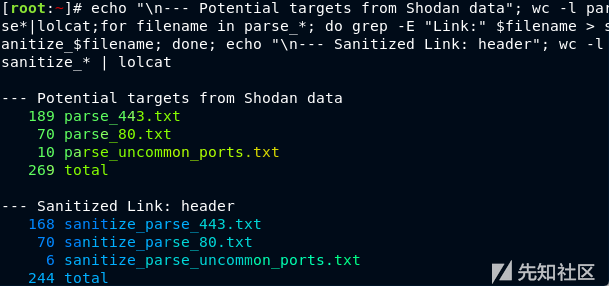 [root:~]# echo "\n--- Potential targets from Shodan data"; wc -l par
se*|lolcat;for filename in parse_*; do grep -E "Link:" $filename > s
anitize_$filename; done; echo "\n--- Sanitized Link: header"; wc -l
sanitize_* | lolcat
--- Potential targets from Shodan data
189 parse_443.txt
70 parse_80.txt
10 parse_uncommon_ports.txt
269 total
--- Sanitized Link: header
168 sanitize_parse_443.txt
70 sanitize_parse_80.txt
6 sanitize_parse_uncommon_ports.txt
244 total
先知社区